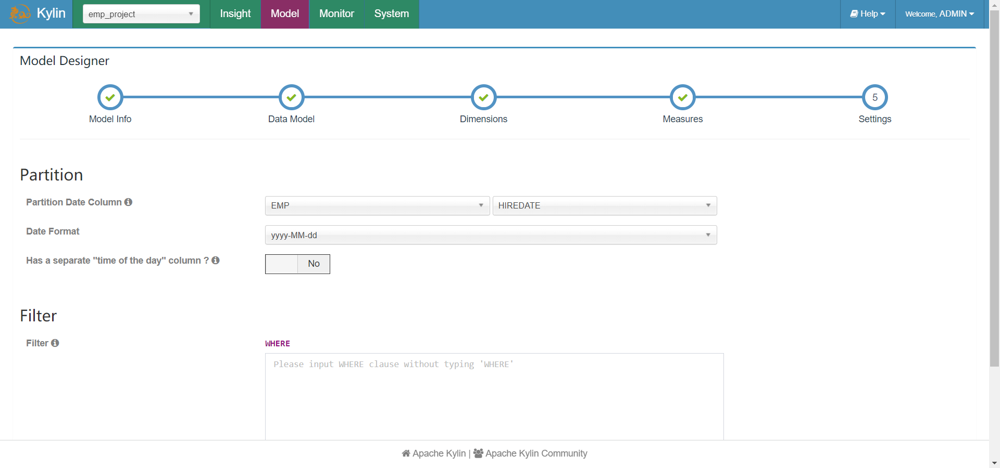 Kylin emp_project Insight Model Monitor System Help Welcome, ADMIN
Model Designer
5
Model Info Data Model Dimensions Measures Settings
Partition
Partition Date Column EMP HIREDATE
Date Format yyyy-MM-dd
Has a separate "time of the day" column ? No
Filter
Filter WHERE
Please input WHERE clause without typing 'WHERE'
Apache Kylin | Apache Kylin Community